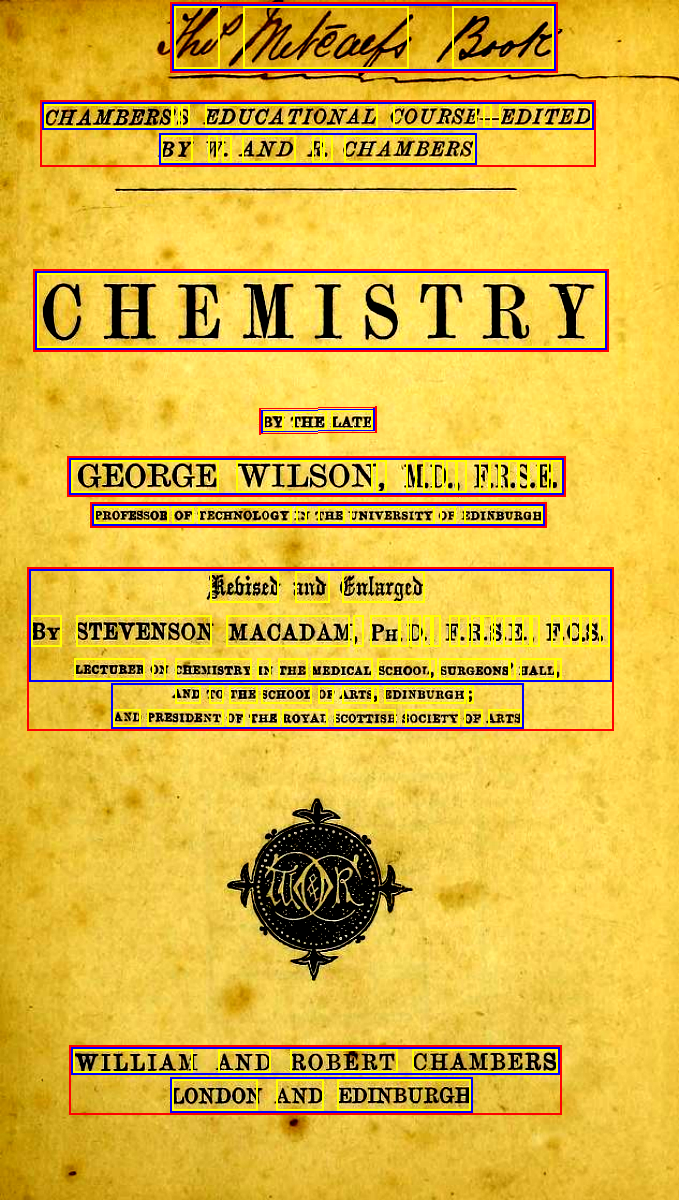 Thos Metcalfs Book
CHAMBERS'S EDUCATIONAL COURSE—EDITED
BY W. AND R. CHAMBERS
CHEMISTRY
BY THE LATE
GEORGE WILSON, M.D., F.R.S.E.
PROFESSOR OF TECHNOLOGY IN THE UNIVERSITY OF EDINBURGH
Revised and Enlarged
BY STEVENSON MACADAM, PH.D., F.R.S.E., F.C.S.
LECTURER ON CHEMISTRY IN THE MEDICAL SCHOOL, SURGEONS' HALL,
AND TO THE SCHOOL OF ARTS, EDINBURGH;
AND PRESIDENT OF THE ROYAL SCOTTISH SOCIETY OF ARTS
W & R
WILLIAM AND ROBERT CHAMBERS
LONDON AND EDINBURGH